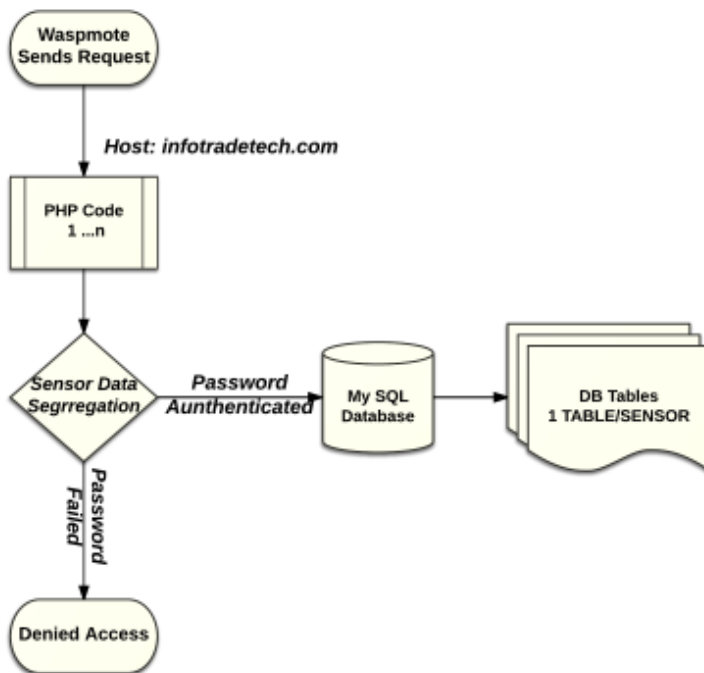 Waspmote
Sends Request
Host: infotradetech.com
PHP Code
1 ...n
Sensor Data
Segrregation
Password
Aunthenticated
My SQL
Database
DB Tables
1 TABLE/SENSOR
Password
Failed
Denied Access